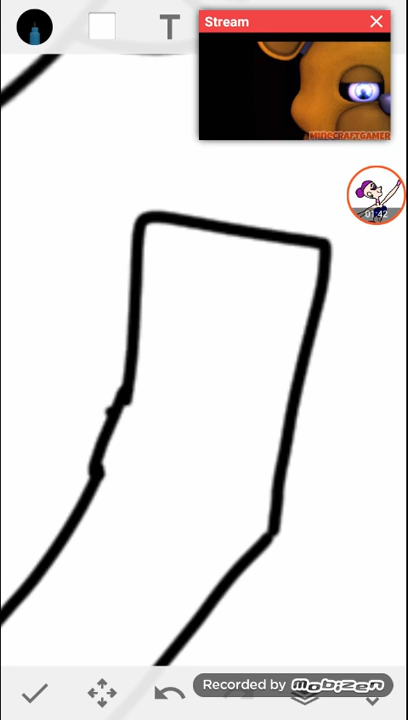 T
Stream
MINECRAFTGAMER
01:42
Recorded by Mobizen